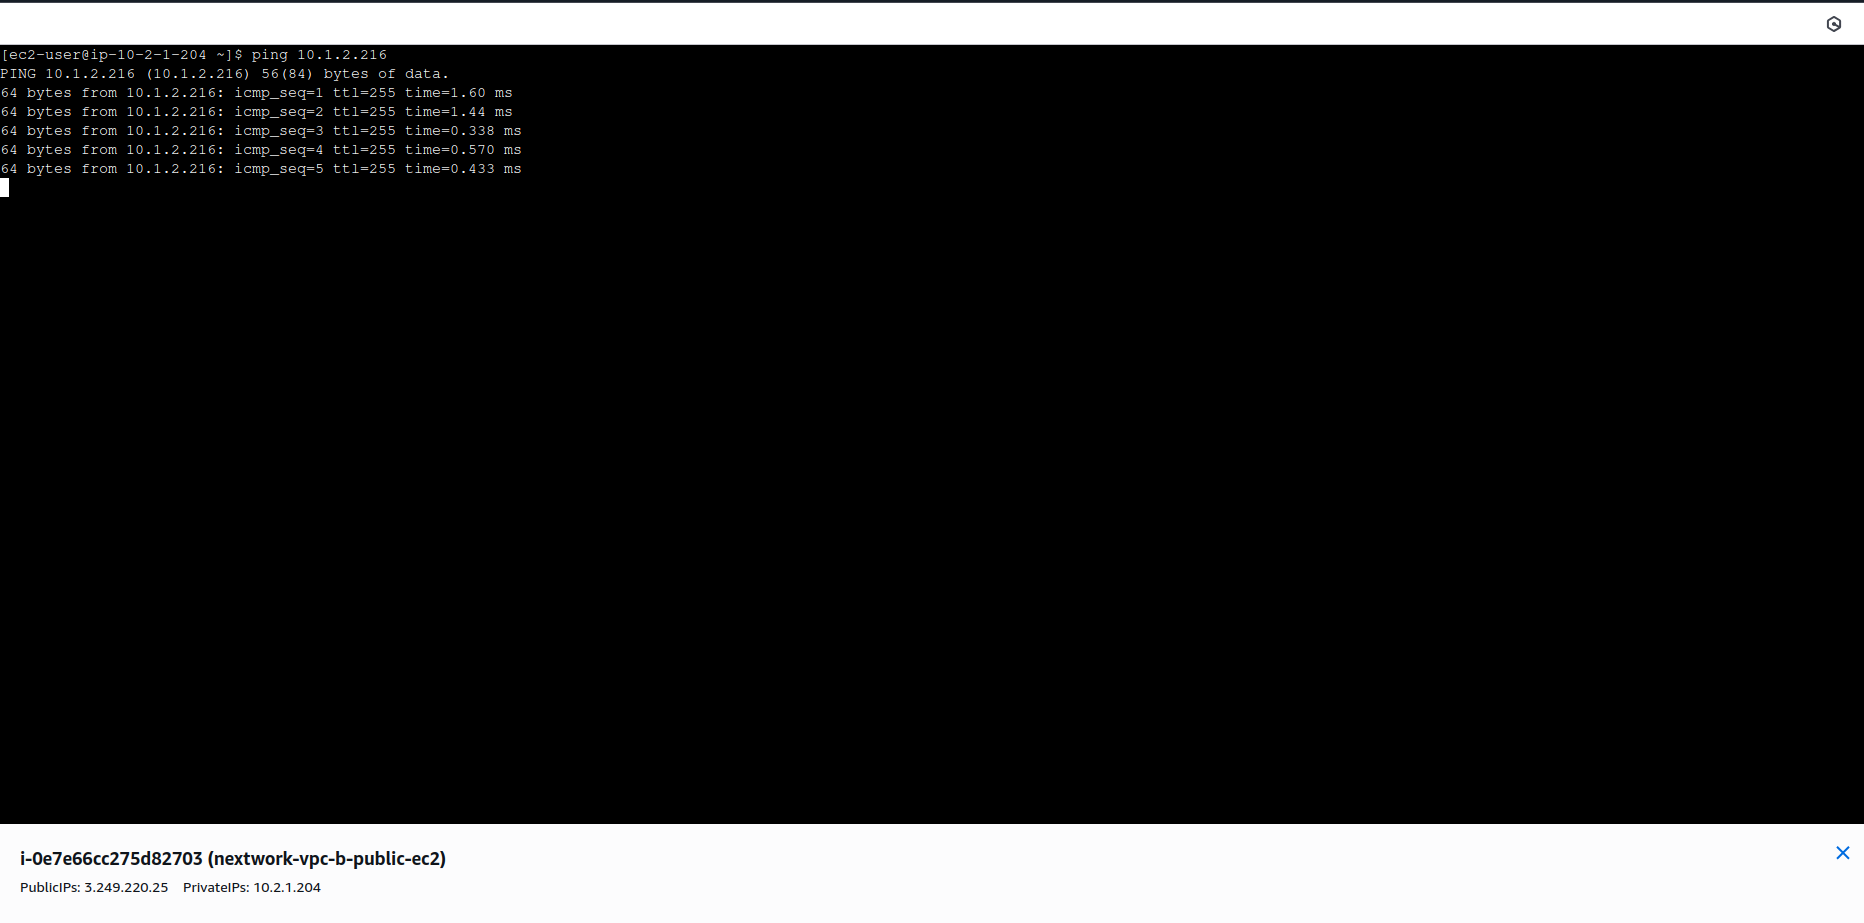 [ec2-user@ip-10-2-1-204 ~]$ ping 10.1.2.216
PING 10.1.2.216 (10.1.2.216) 56(84) bytes of data.
64 bytes from 10.1.2.216: icmp_seq=1 ttl=255 time=1.60 ms
64 bytes from 10.1.2.216: icmp_seq=2 ttl=255 time=1.44 ms
64 bytes from 10.1.2.216: icmp_seq=3 ttl=255 time=0.338 ms
64 bytes from 10.1.2.216: icmp_seq=4 ttl=255 time=0.570 ms
64 bytes from 10.1.2.216: icmp_seq=5 ttl=255 time=0.433 ms
i-0e7e66cc275d82703 (nextwork-vpc-b-public-ec2)
PublicIPs: 3.249.220.25 PrivateIPs: 10.2.1.204